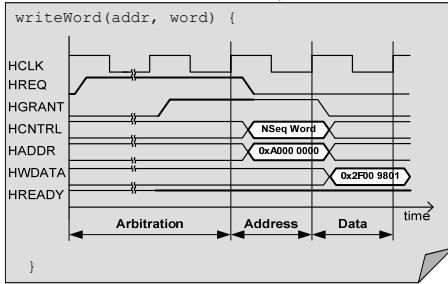 writeWord(addr, word) {
HCLK
HREQ
HGRANT
HCNTRL NSeq Word
HADDR 0xA000 0000
HWDATA 0x2F00 9801
HREADY
time
Arbitration Address Data
}